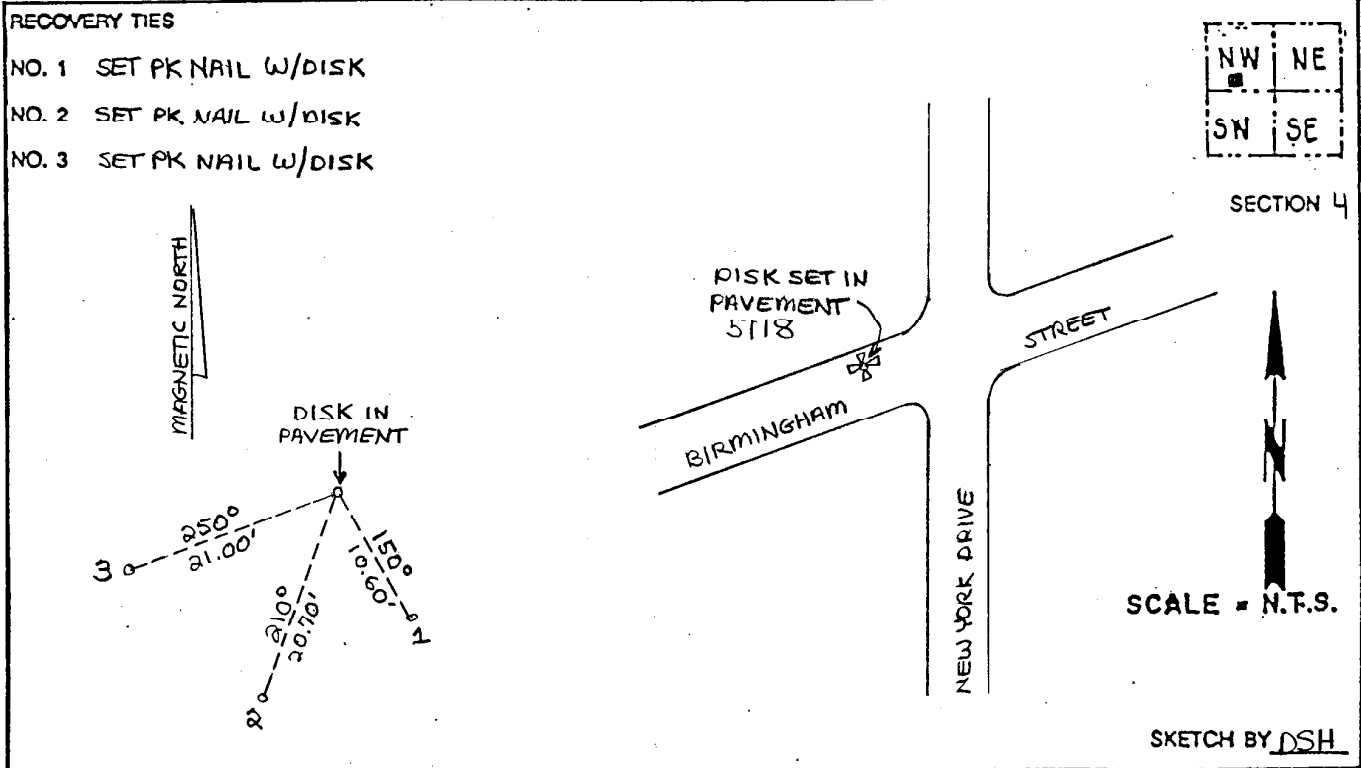 RECOVERY TIES
NO. 1 SET PK NAIL W/DISK
NO. 2 SET PK NAIL W/DISK
NO. 3 SET PK NAIL W/DISK
NW NE
SW SE
SECTION 4
MAGNETIC NORTH
DISK SET IN
PAVEMENT
5118
STREET
BIRMINGHAM
NEW YORK DRIVE
DISK IN
PAVEMENT
250°
21.00'
3
210°
20.70'
2
150°
10.60'
1
N
SCALE = N.T.S.
SKETCH BY DSH